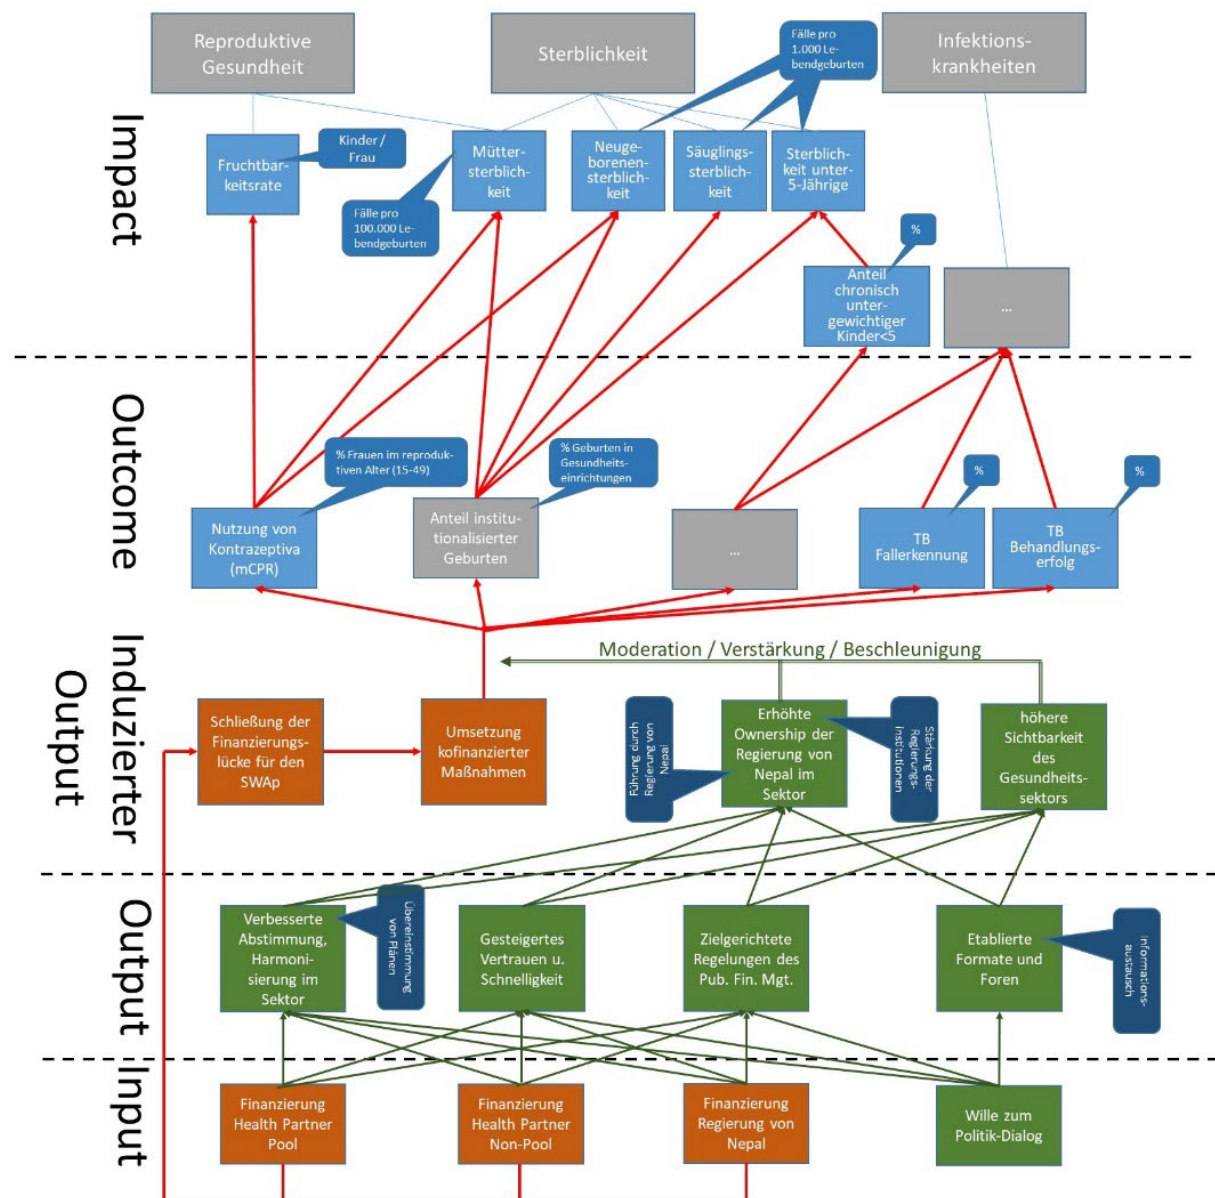 Reproduktive
Gesundheit
Sterblichkeit
Fälle pro
1.000 Le-
bendgeburten
Infektions-
krankheiten
Impact
Fruchtbar-
keitsrate
Kinder /
Frau
Mütter-
sterblich-
keit
Neuge-
borenen-
sterblich-
keit
Säuglings-
sterblich-
keit
Sterblich-
keit unter-
5-Jährige
Fälle pro
100.000 Le-
bendgeburten
%
Anteil
chronisch
unter-
gewichtiger
Kinder<5
...
Outcome
% Frauen im reproduk-
tiven Alter (15-49)
% Geburten in
Gesundheits-
einrichtungen
%
%
Nutzung von
Kontrazeptiva
(mCPR)
Anteil institu-
tionalisierter
Geburten
...
TB
Fallerkennung
TB
Behandlungs-
erfolg
Induzierter
Output
Moderation / Verstärkung / Beschleunigung
Schließung der
Finanzierungs-
lücke für den
SWAp
Umsetzung
kofinanzierter
Maßnahmen
Führung durch
Regierung von
Nepal
Erhöhte
Ownership der
Regierung von
Nepal im
Sektor
Stärkung der
Regierungs-
institutionen
höhere
Sichtbarkeit
des
Gesundheits-
sektors
Output
Verbesserte
Abstimmung,
Harmoni-
sierung im
Sektor
Übereinstimmung
von Plänen
Gesteigertes
Vertrauen u.
Schnelligkeit
Zielgerichtete
Regelungen des
Pub. Fin. Mgt.
Etablierte
Formate und
Foren
Informations-
austausch
Input
Finanzierung
Health Partner
Pool
Finanzierung
Health Partner
Non-Pool
Finanzierung
Regierung von
Nepal
Wille zum
Politik-Dialog